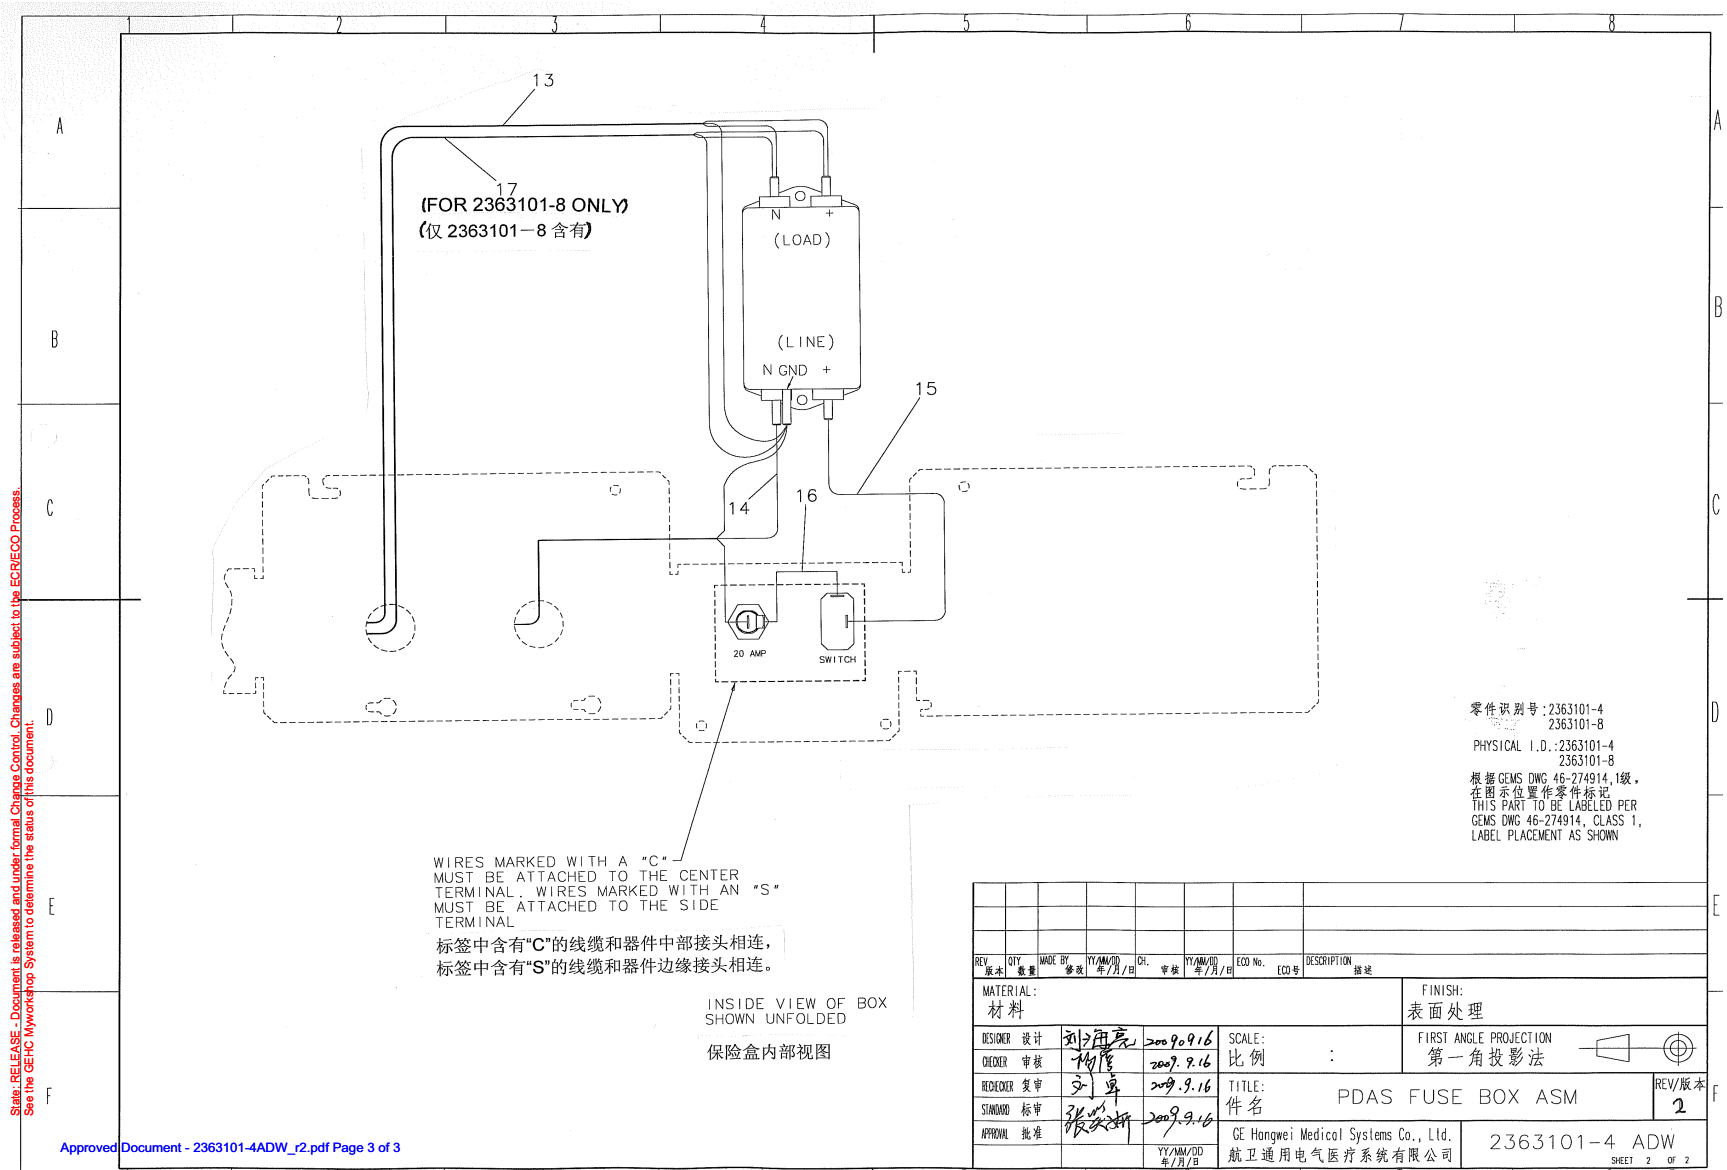 1 2 3 4 5 6 7 8
A
B
C
D
E
F
A
B
C
D
E
F
13
17
(FOR 2363101-8 ONLY)
(仅 2363101－8 含有)
N +
(LOAD)
(LINE)
N GND +
15
14
16
20 AMP
SWITCH
WIRES MARKED WITH A "C"
MUST BE ATTACHED TO THE CENTER
TERMINAL. WIRES MARKED WITH AN "S"
MUST BE ATTACHED TO THE SIDE
TERMINAL
标签中含有“C”的线缆和器件中部接头相连，
标签中含有“S”的线缆和器件边缘接头相连。
INSIDE VIEW OF BOX
SHOWN UNFOLDED
保险盒内部视图
零件识别号:2363101-4
2363101-8
PHYSICAL I.D.:2363101-4
2363101-8
根据GEMS DWG 46-274914,1级，
在图示位置作零件标记
THIS PART TO BE LABELED PER
GEMS DWG 46-274914, CLASS 1,
LABEL PLACEMENT AS SHOWN
REV 版本 QTY 数量 MADE BY 修改 YY/MM/DD 年/月/日 CH. 审核 YY/MM/DD 年/月/日 ECO No. ECO号 DESCRIPTION 描述
MATERIAL:
材料
FINISH:
表面处理
DESIGNER 设计 刘海亮 20090916
CHECKER 审核 2009.9.16
RECHECKER 复审 刘卓 2009.9.16
STANDARD 标审
APPROVAL 批准 2009.9.16
YY/MM/DD
年/月/日
SCALE:
比例 :
FIRST ANGLE PROJECTION
第一角投影法
TITLE:
件名
PDAS FUSE BOX ASM
REV/版本
2
GE Hangwei Medical Systems Co., Ltd.
航卫通用电气医疗系统有限公司
2363101-4 ADW
SHEET 2 OF 2
State: RELEASE - Document is released and under formal Change Control. Changes are subject to the ECR/ECO Process.
See the GEHC Myworkshop System to determine the status of this document.
Approved Document - 2363101-4ADW_r2.pdf Page 3 of 3